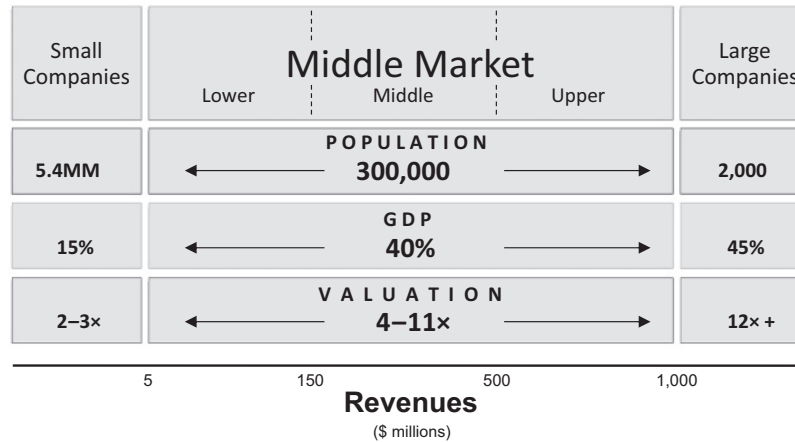 Small
Companies
Middle Market
Lower
Middle
Upper
Large
Companies
POPULATION
5.4MM
300,000
2,000
GDP
15%
40%
45%
VALUATION
2–3×
4–11×
12× +
5
150
500
1,000
Revenues
($ millions)